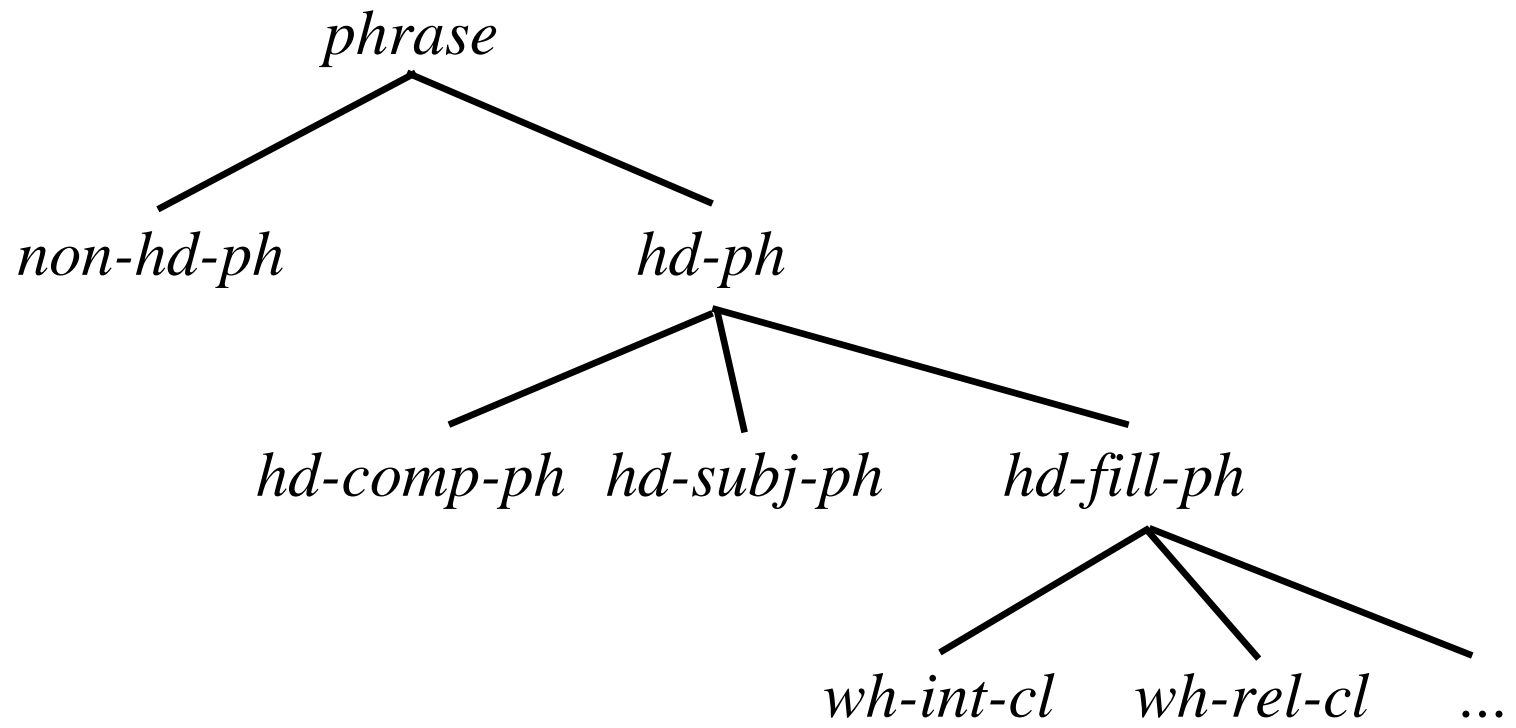 phrase
non-hd-ph hd-ph
hd-comp-ph hd-subj-ph hd-fill-ph
wh-int-cl wh-rel-cl ...